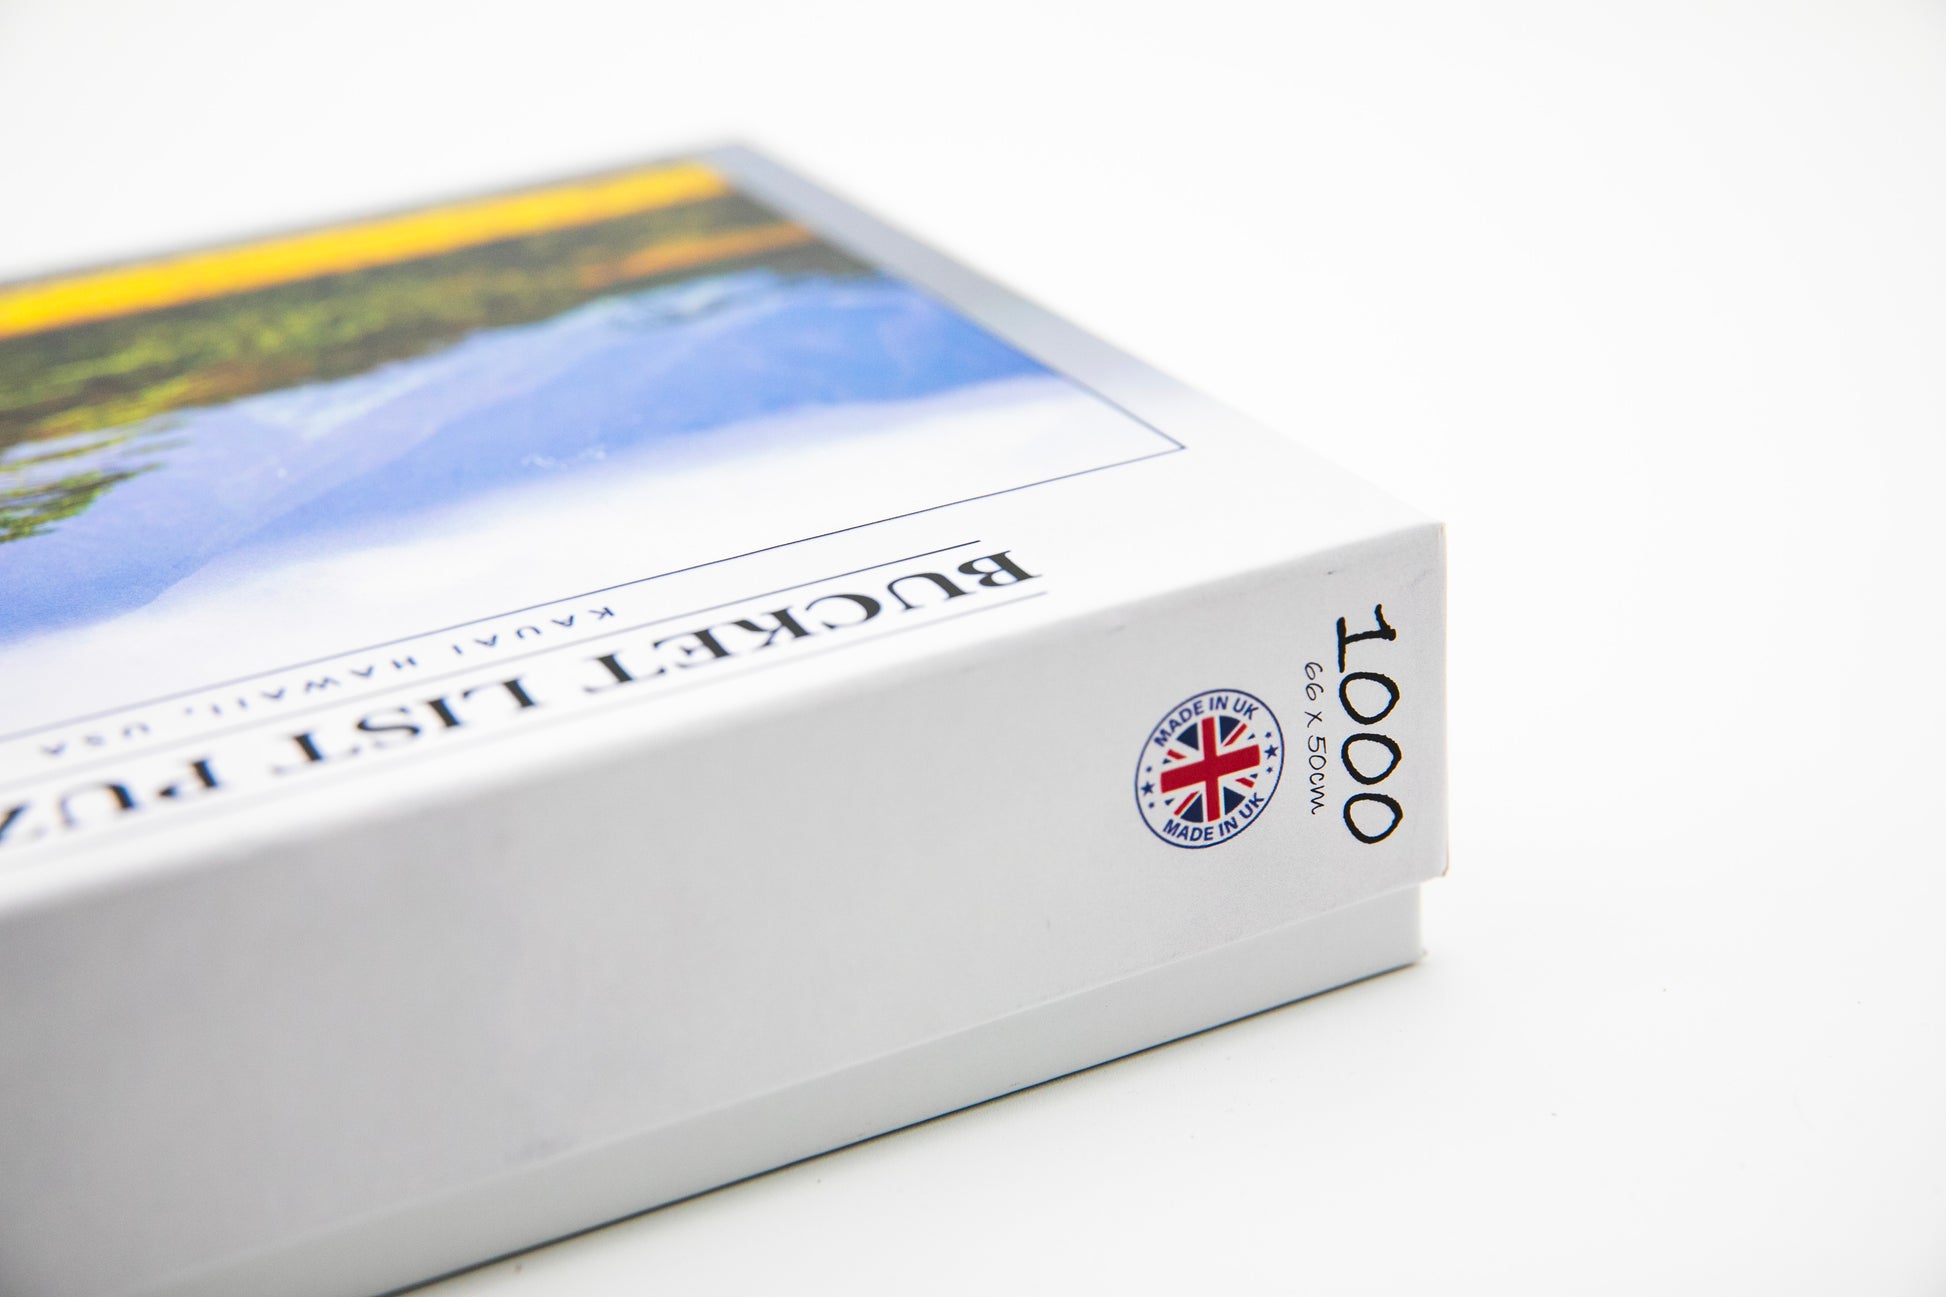 KAUAI HAWAII, USA
BUCKET LIST PUZ
1000
66 x 50cm
MADE IN UK
MADE IN UK